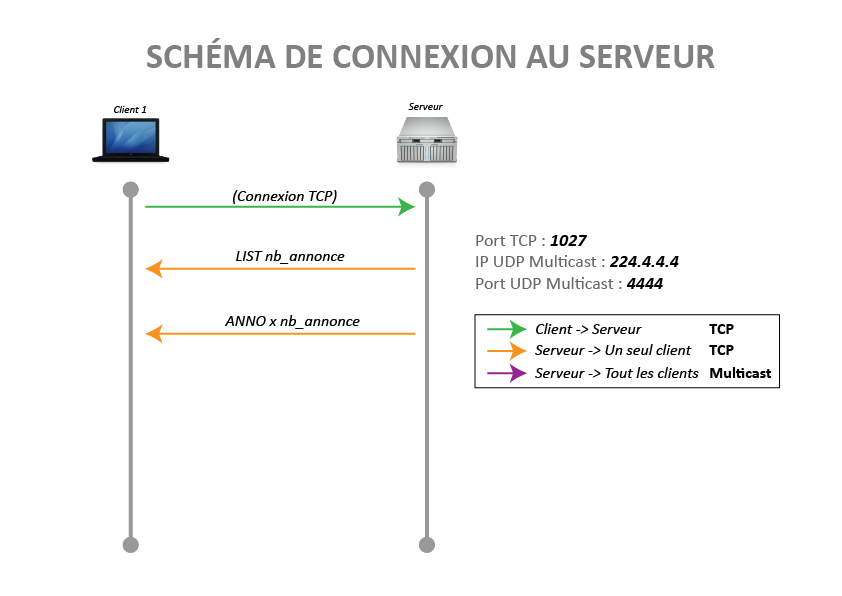 SCHÉMA DE CONNEXION AU SERVEUR
Client 1
Serveur
(Connexion TCP)
LIST nb_annonce
ANNO x nb_annonce
Port TCP : 1027
IP UDP Multicast : 224.4.4.4
Port UDP Multicast : 4444
Client -> Serveur TCP
Serveur -> Un seul client TCP
Serveur -> Tout les clients Multicast